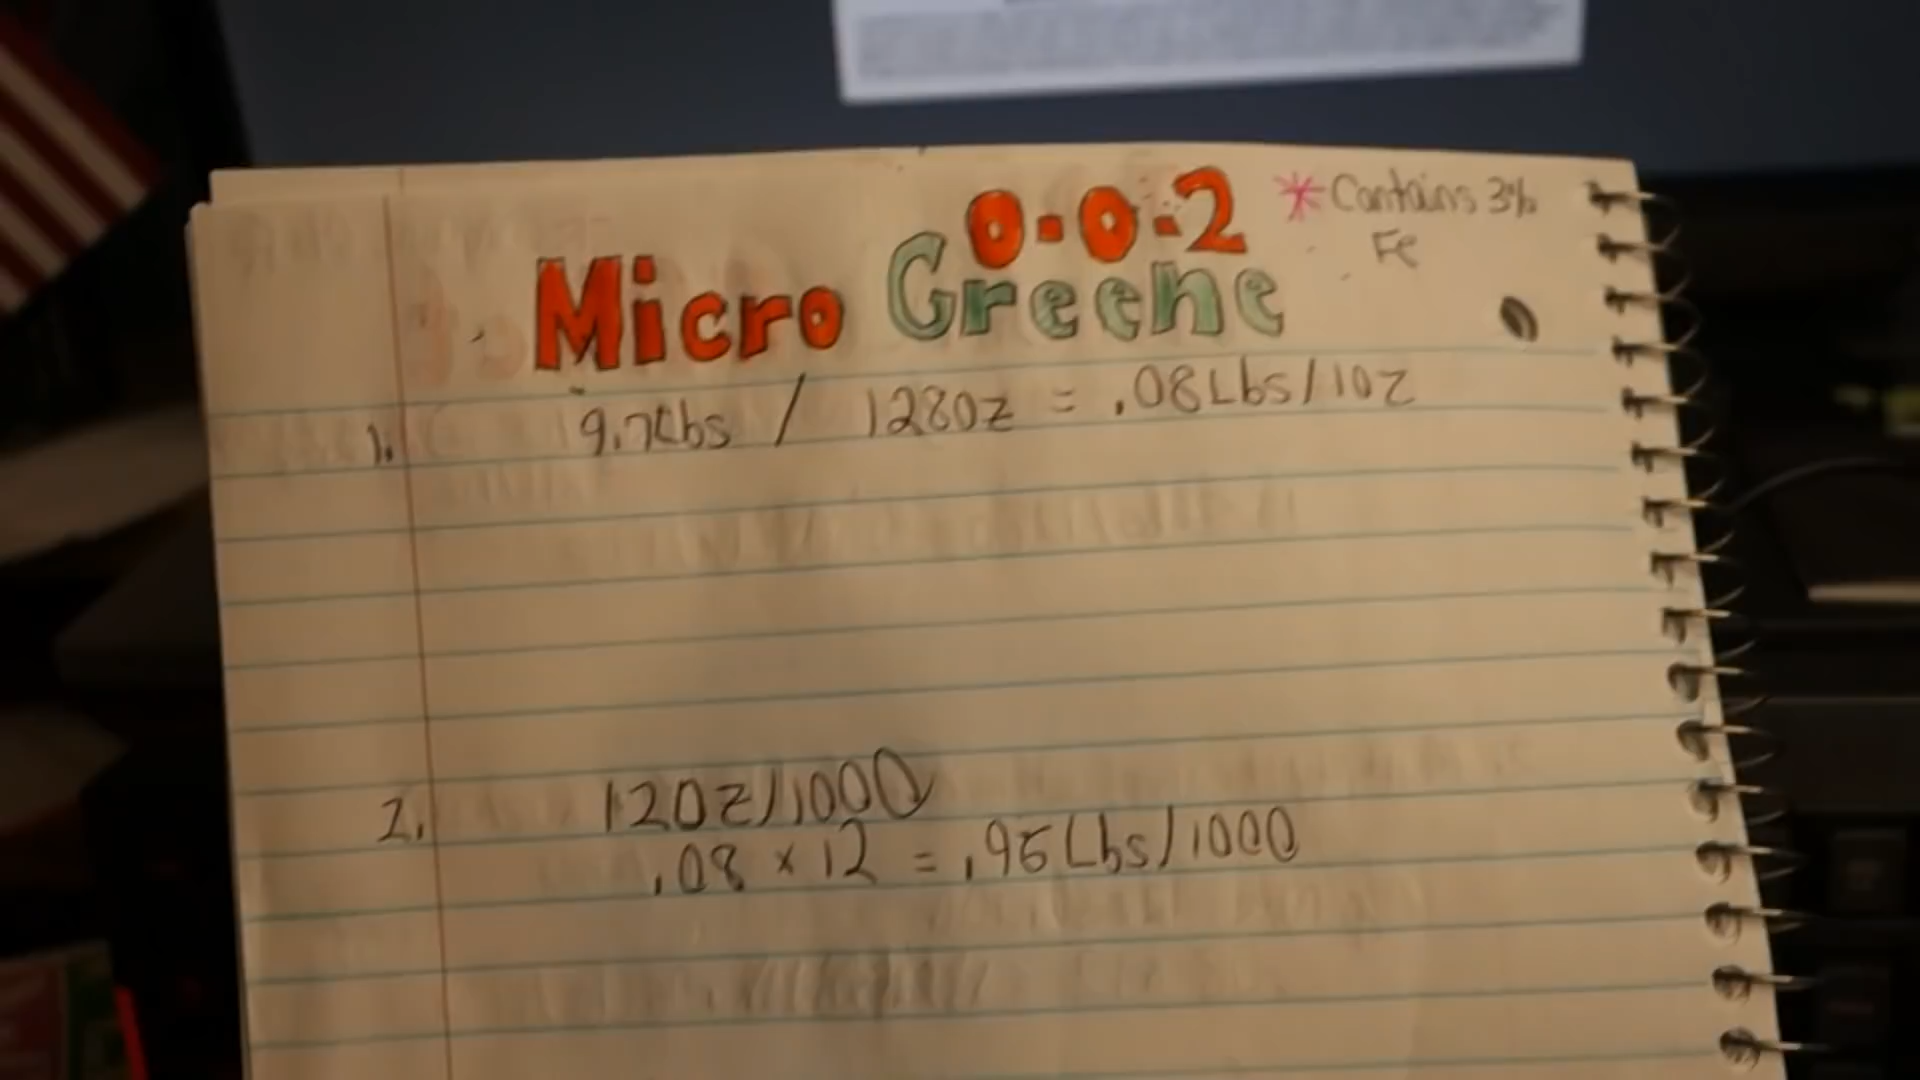 0-0-2 * Contains 3%
Fe
Micro Greene
1. 9.7Lbs / 128oz = .08Lbs/1oz
2. 12oz/1000
.08 x 12 = .96Lbs/1000